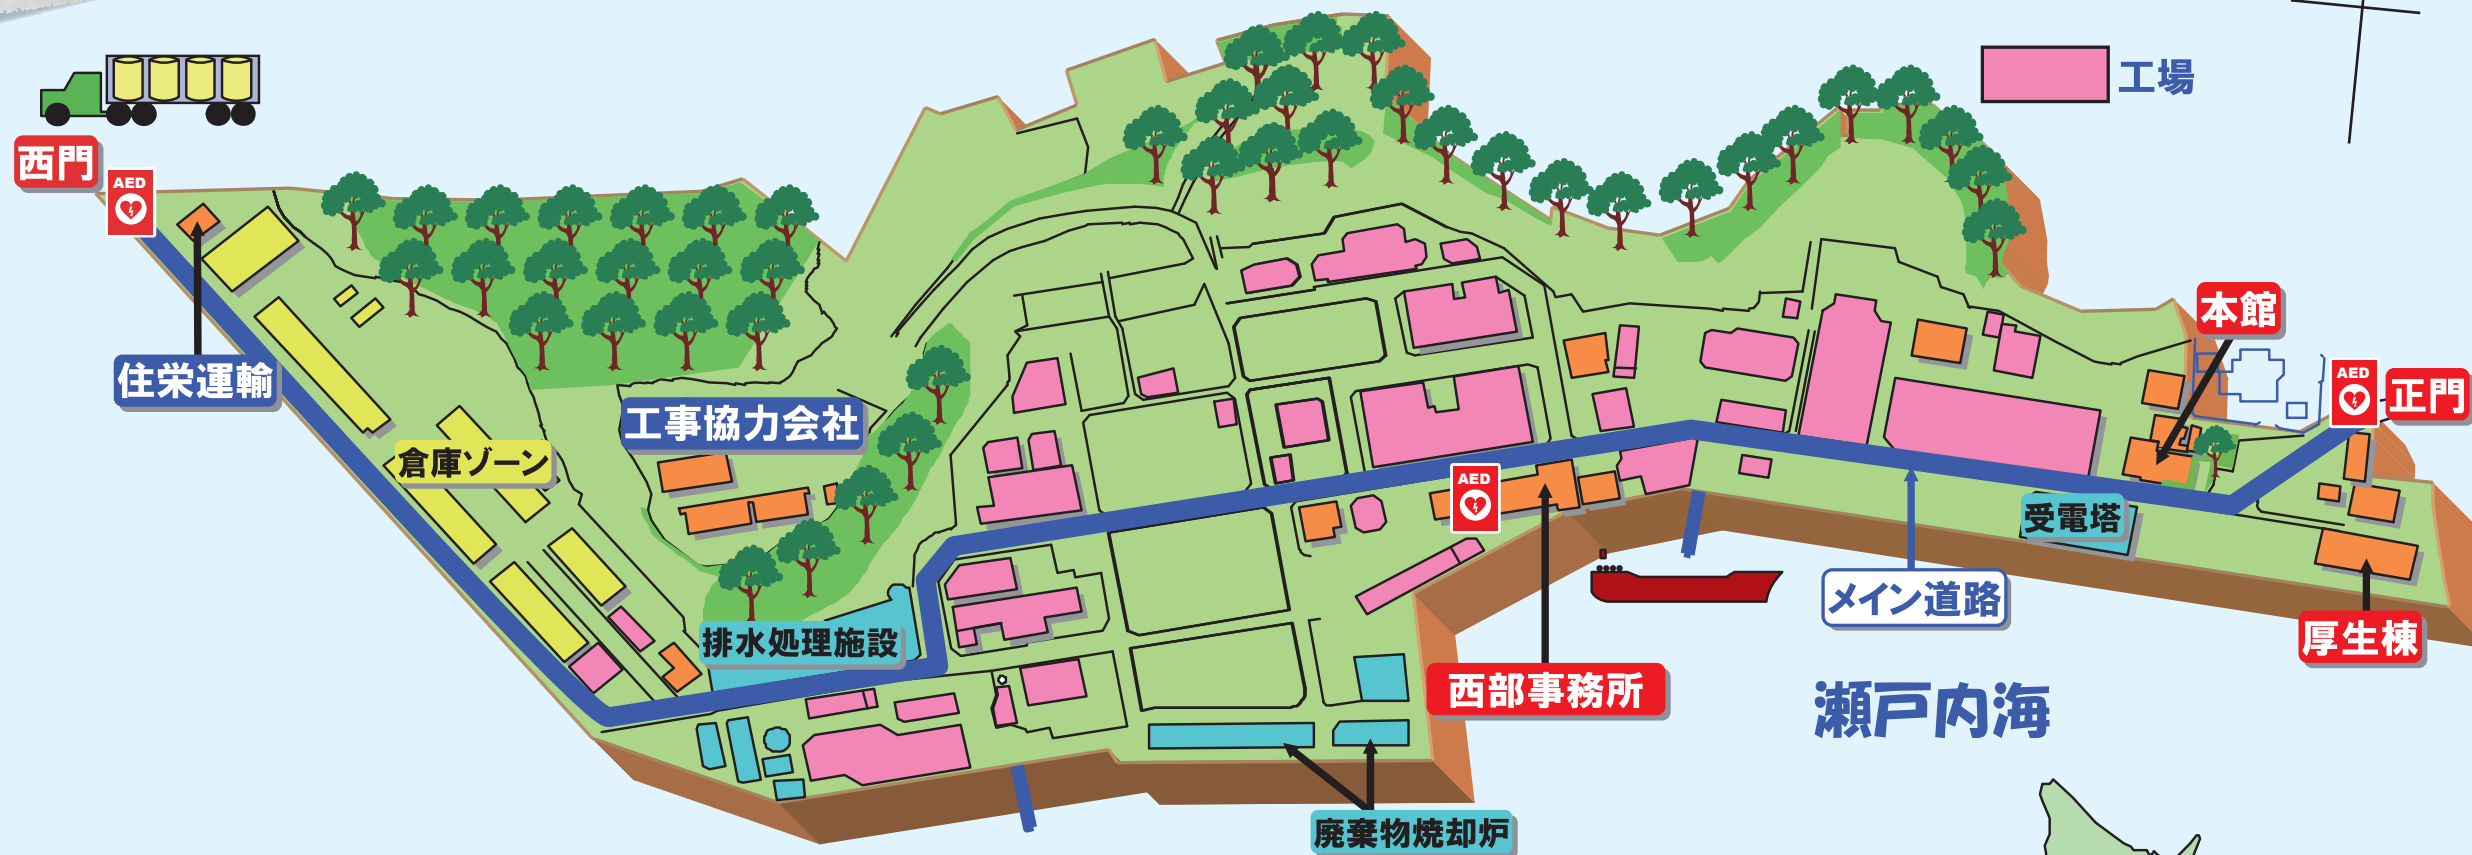 工場
西門
AED
本館
AED
正門
住栄運輸
工事協力会社
倉庫ゾーン
AED
受電塔
メイン道路
厚生棟
排水処理施設
西部事務所
瀬戸内海
廃棄物焼却炉